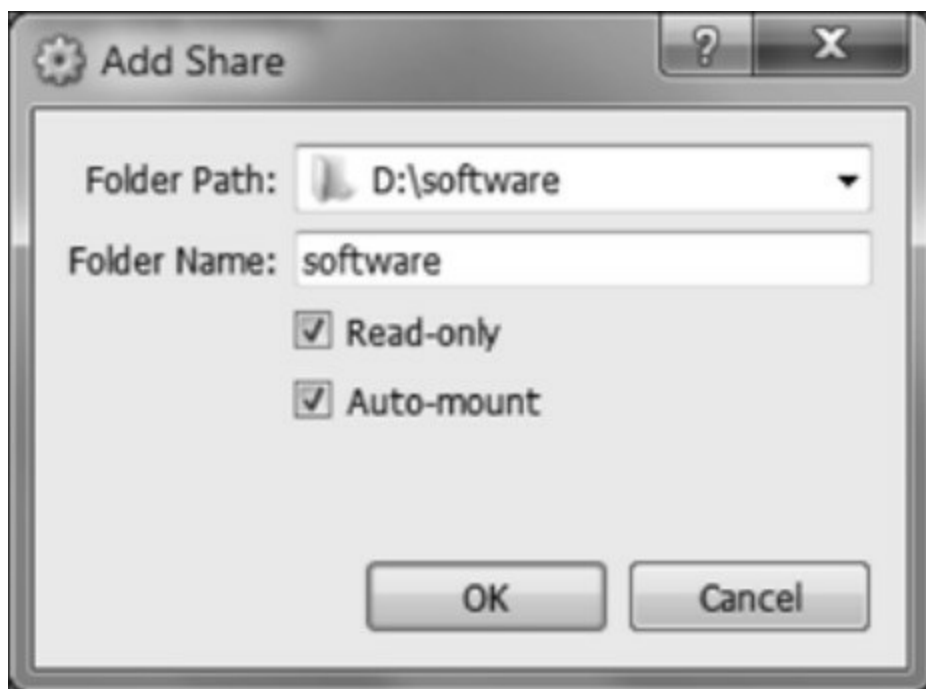 Add Share
?
X
Folder Path: D:\software
Folder Name: software
Read-only
Auto-mount
OK Cancel